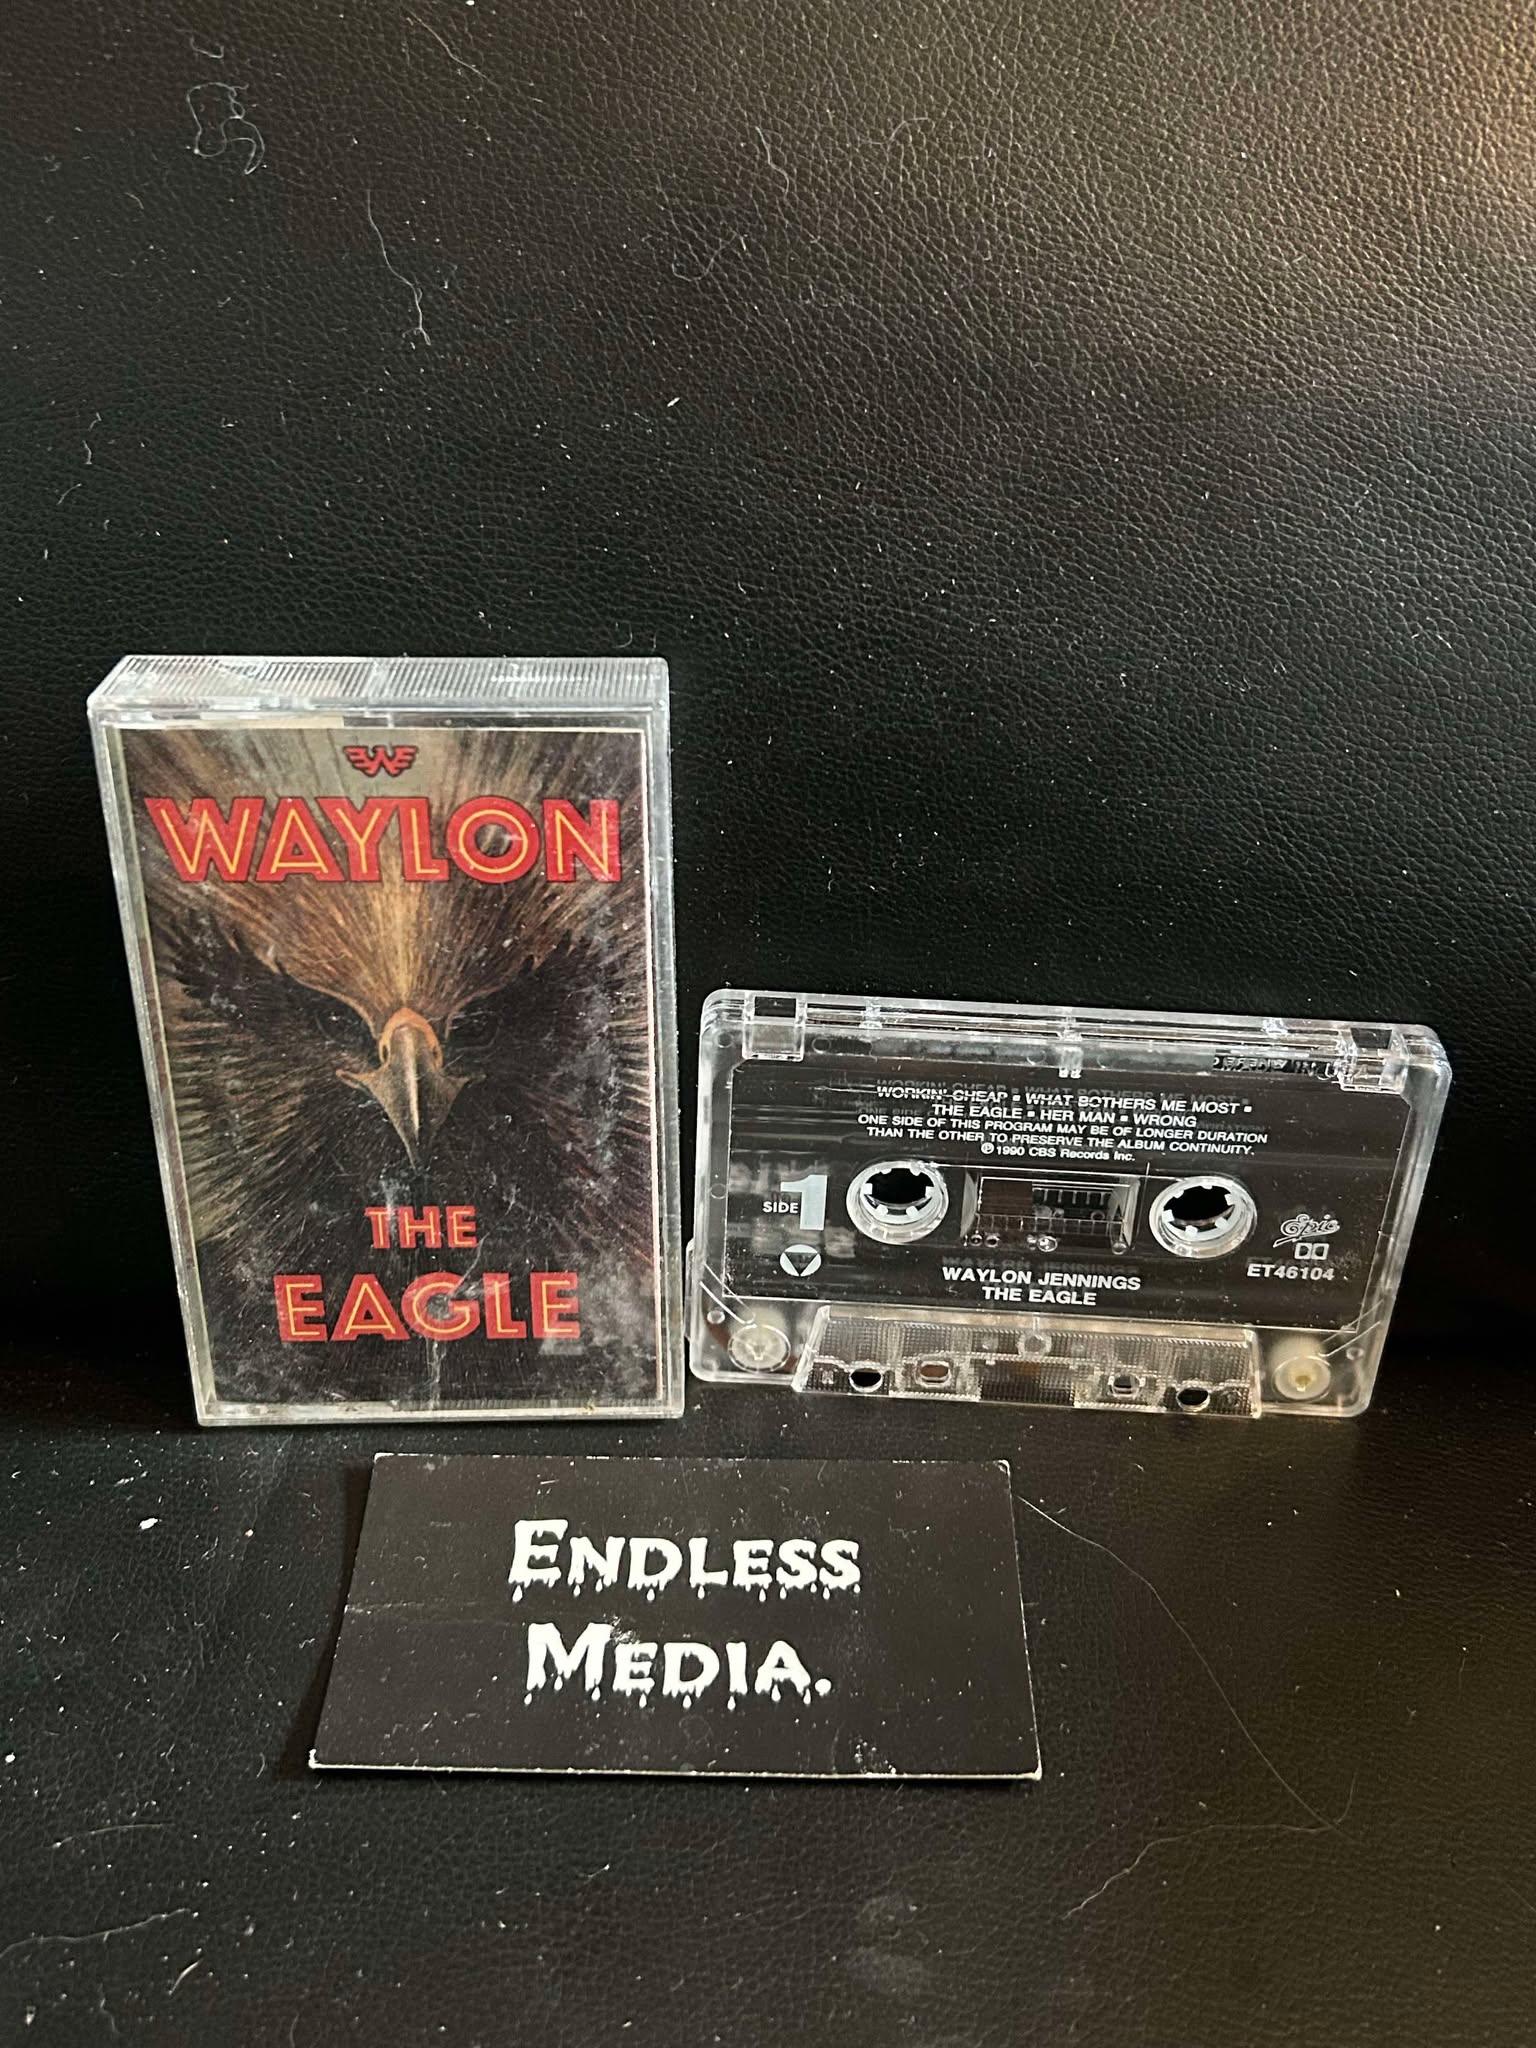 WAYLON
THE
EAGLE
WORKIN' CHEAP ▪ WHAT BOTHERS ME MOST ▪
THE EAGLE ▪ HER MAN ▪ WRONG
ONE SIDE OF THIS PROGRAM MAY BE OF LONGER DURATION
THAN THE OTHER TO PRESERVE THE ALBUM CONTINUITY.
℗ 1990 CBS Records Inc.
SIDE 1
Epic
ET46104
WAYLON JENNINGS
THE EAGLE
ENDLESS
MEDIA.